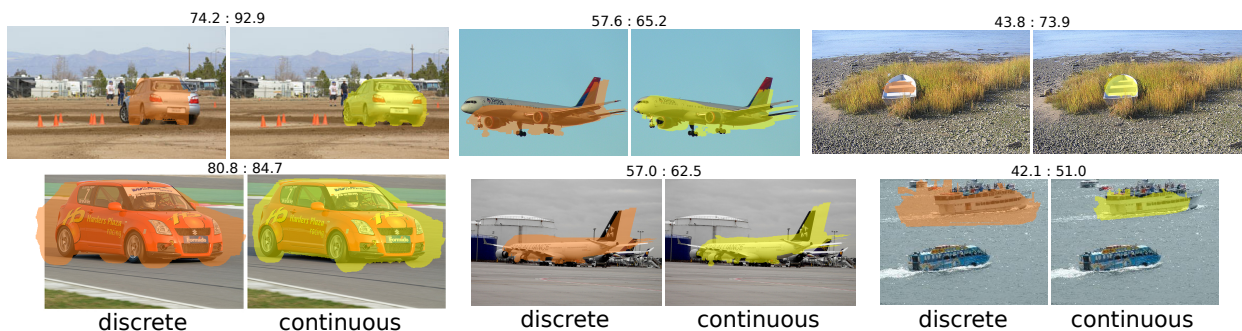 74.2 : 92.9
57.6 : 65.2
43.8 : 73.9
80.8 : 84.7
57.0 : 62.5
42.1 : 51.0
discrete
continuous
discrete
continuous
discrete
continuous